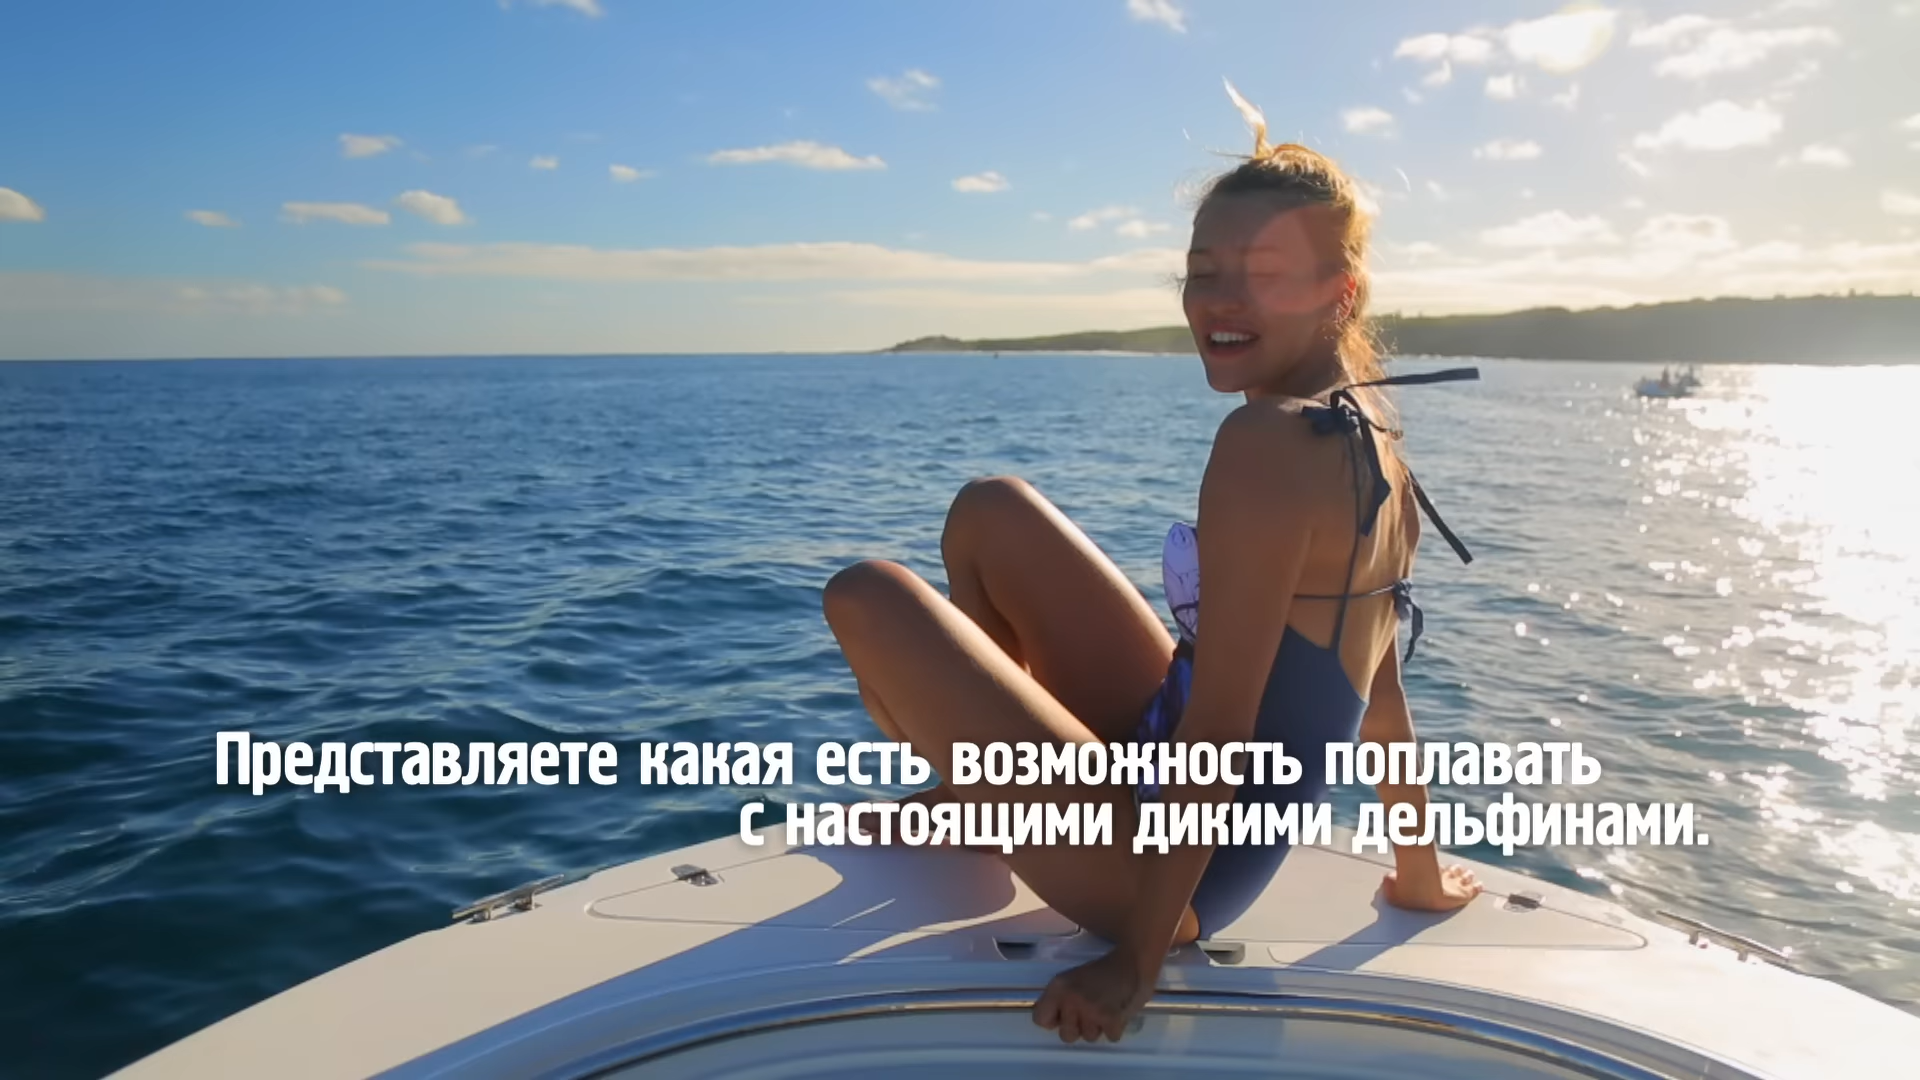 Представляете какая есть возможность поплавать
с настоящими дикими дельфинами.